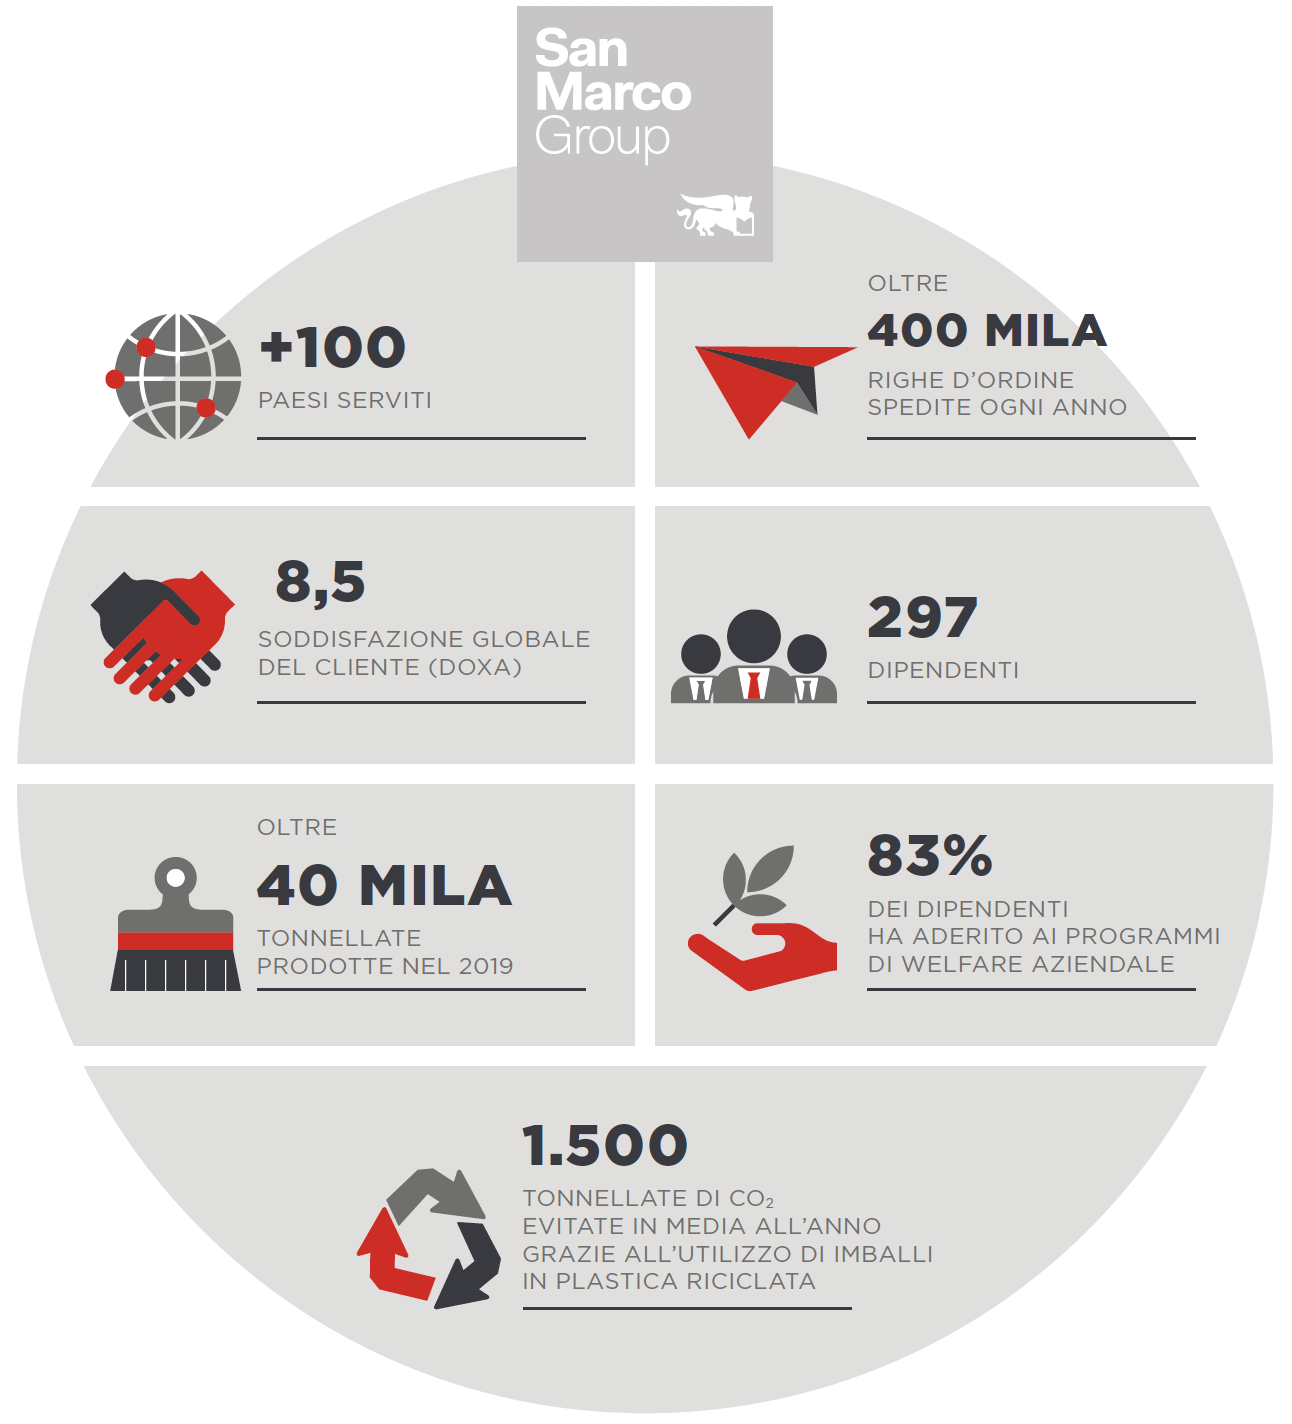 San
Marco
Group
+100
PAESI SERVITI
OLTRE
400 MILA
RIGHE D’ORDINE
SPEDITE OGNI ANNO
8,5
SODDISFAZIONE GLOBALE
DEL CLIENTE (DOXA)
297
DIPENDENTI
OLTRE
40 MILA
TONNELLATE
PRODOTTE NEL 2019
83%
DEI DIPENDENTI
HA ADERITO AI PROGRAMMI
DI WELFARE AZIENDALE
1.500
TONNELLATE DI CO₂
EVITATE IN MEDIA ALL’ANNO
GRAZIE ALL’UTILIZZO DI IMBALLI
IN PLASTICA RICICLATA